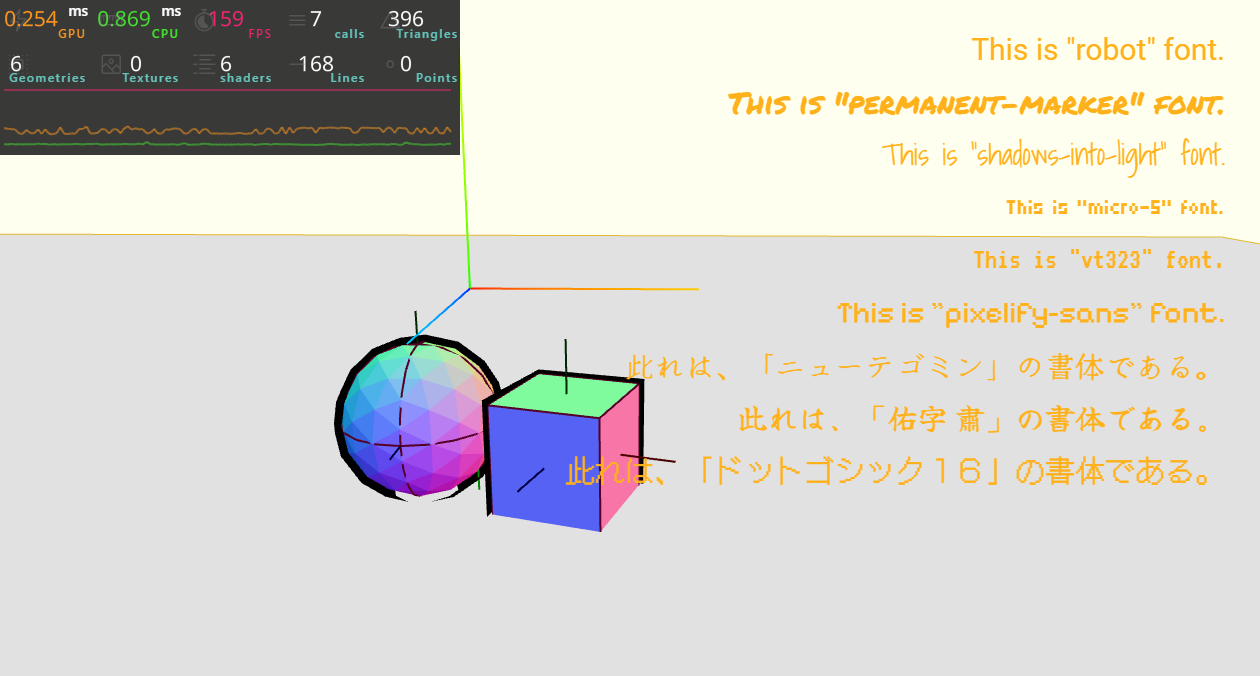 0.254 ms GPU 0.869 ms CPU 159 FPS 7 calls 396 Triangles
6 Geometries 0 Textures 6 shaders 168 Lines 0 Points
This is "robot" font.
This is "permanent-marker" font.
This is "shadows-into-light" font.
This is "micro-5" font.
This is "vt323" font.
This is "pixelify-sans" font.
此れは、「ニューテゴミン」の書体である。
此れは、「佑字 肅」の書体である。
此れは、「ドットゴシック１６」の書体である。